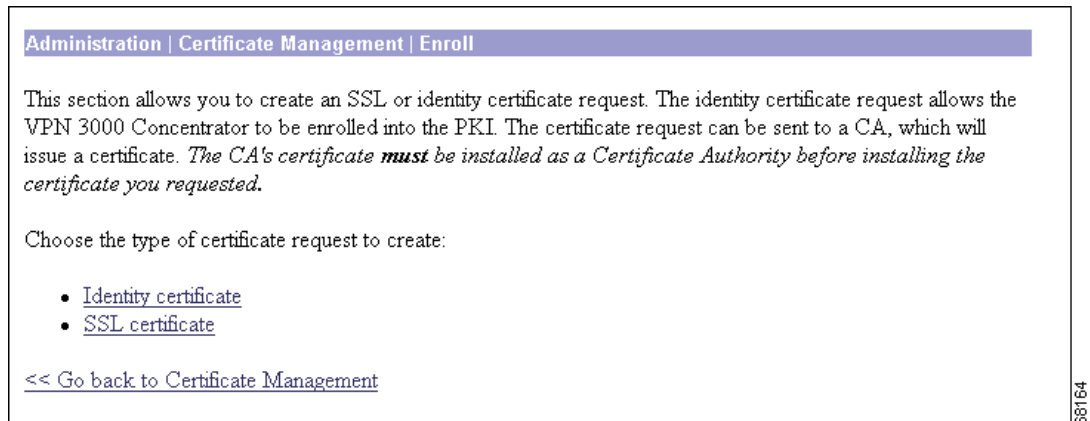 Administration | Certificate Management | Enroll
This section allows you to create an SSL or identity certificate request. The identity certificate request allows the
VPN 3000 Concentrator to be enrolled into the PKI. The certificate request can be sent to a CA, which will
issue a certificate. The CA's certificate must be installed as a Certificate Authority before installing the
certificate you requested.
Choose the type of certificate request to create:
• Identity certificate
• SSL certificate
<< Go back to Certificate Management
68164